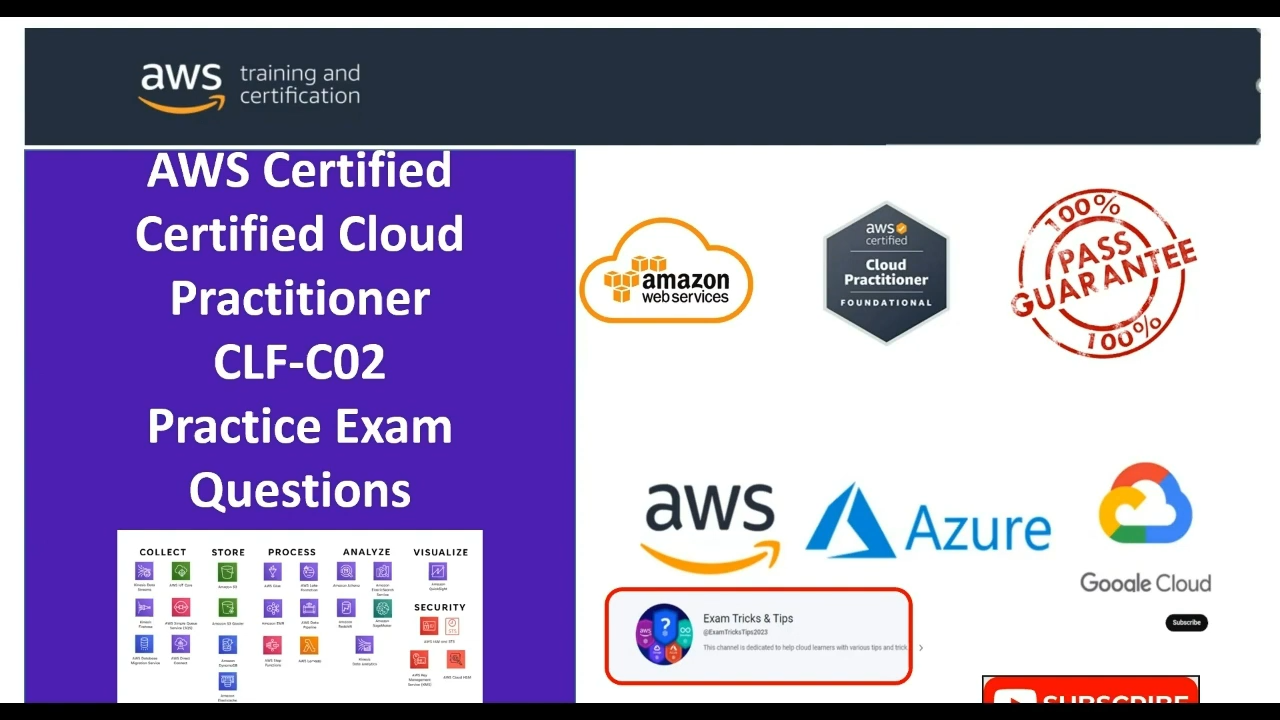 aws training and
certification
AWS Certified
Certified Cloud
Practitioner
CLF-C02
Practice Exam
Questions
amazon
web services
aws
certified
Cloud
Practitioner
FOUNDATIONAL
100%
PASS
GUARANTEE
100%
aws
Azure
Google Cloud
COLLECT STORE PROCESS ANALYZE VISUALIZE
SECURITY
Exam Tricks & Tips
@ExamTricksTips2023
This channel is dedicated to help cloud learners with various tips and trick
Subscribe
SUBSCRIBE